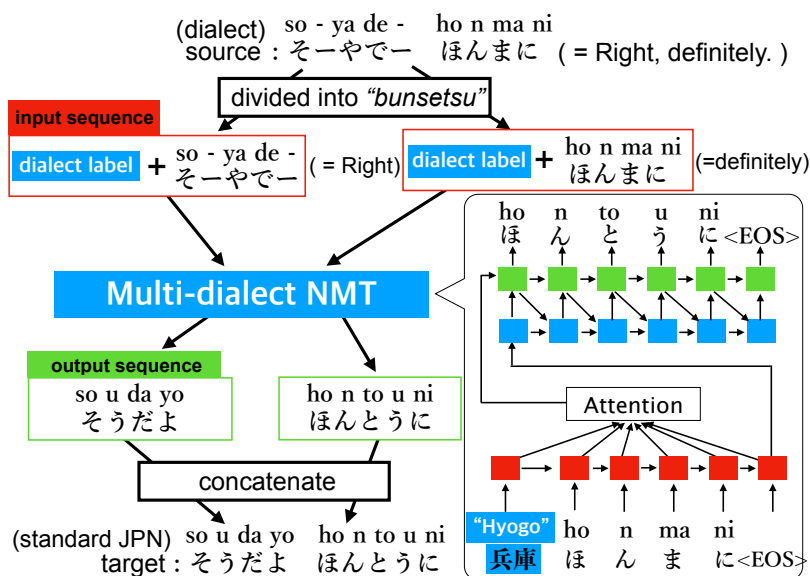 (dialect) so - ya de - ho n ma ni
source : そーやでー ほんまに ( = Right, definitely. )
divided into "bunsetsu"
input sequence
dialect label + so - ya de -
そーやでー ( = Right)
dialect label + ho n ma ni
ほんまに (=definitely)
Multi-dialect NMT
output sequence
so u da yo
そうだよ
ho n to u ni
ほんとうに
concatenate
(standard JPN) so u da yo ho n to u ni
target : そうだよ ほんとうに
ho n to u ni
ほ ん と う に <EOS>
Attention
"Hyogo" ho n ma ni
兵庫 ほ ん ま に <EOS>